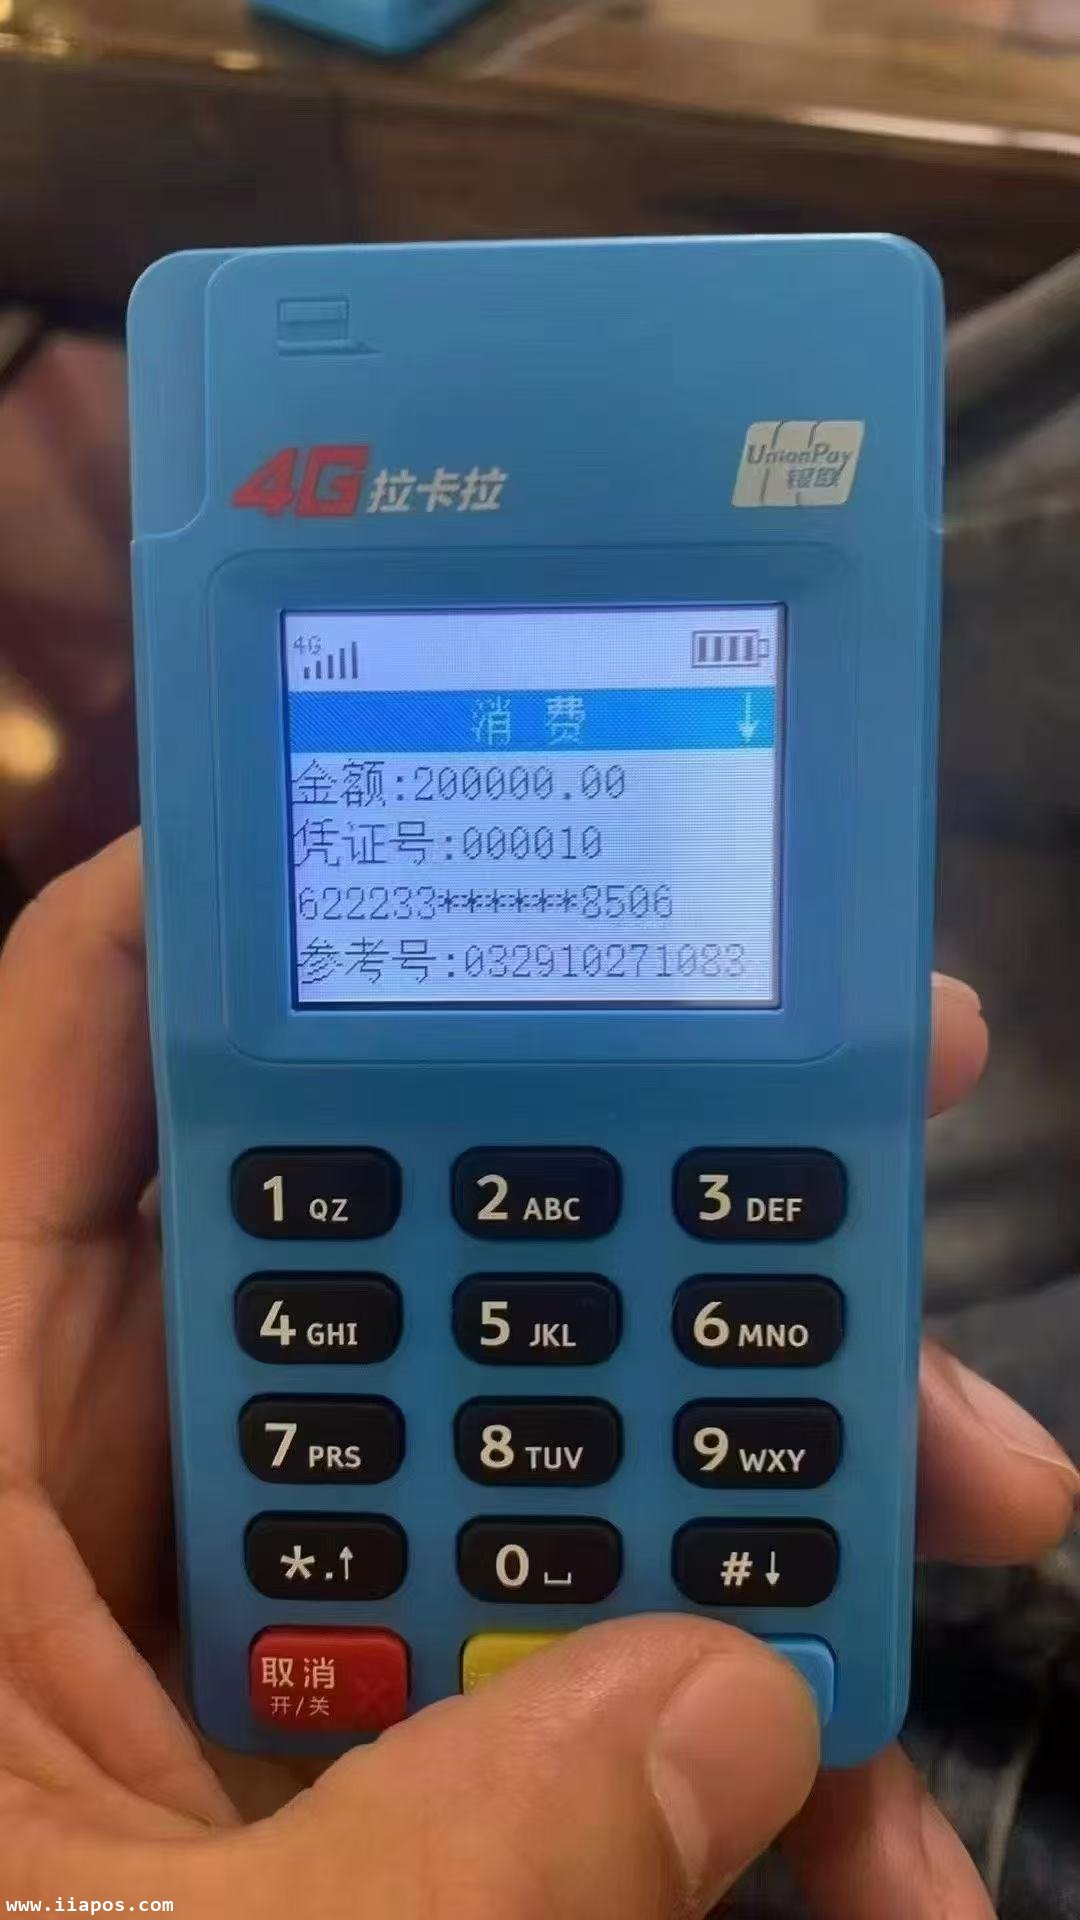 4G拉卡拉
UnionPay
银联
4G
消费 ↓
金额:200000.00
凭证号:000010
622233******8506
参考号:032910271083
1 QZ
2 ABC
3 DEF
4 GHI
5 JKL
6 MNO
7 PRS
8 TUV
9 WXY
*.↑
0
#↓
取消
开/关
www.iiapos.com